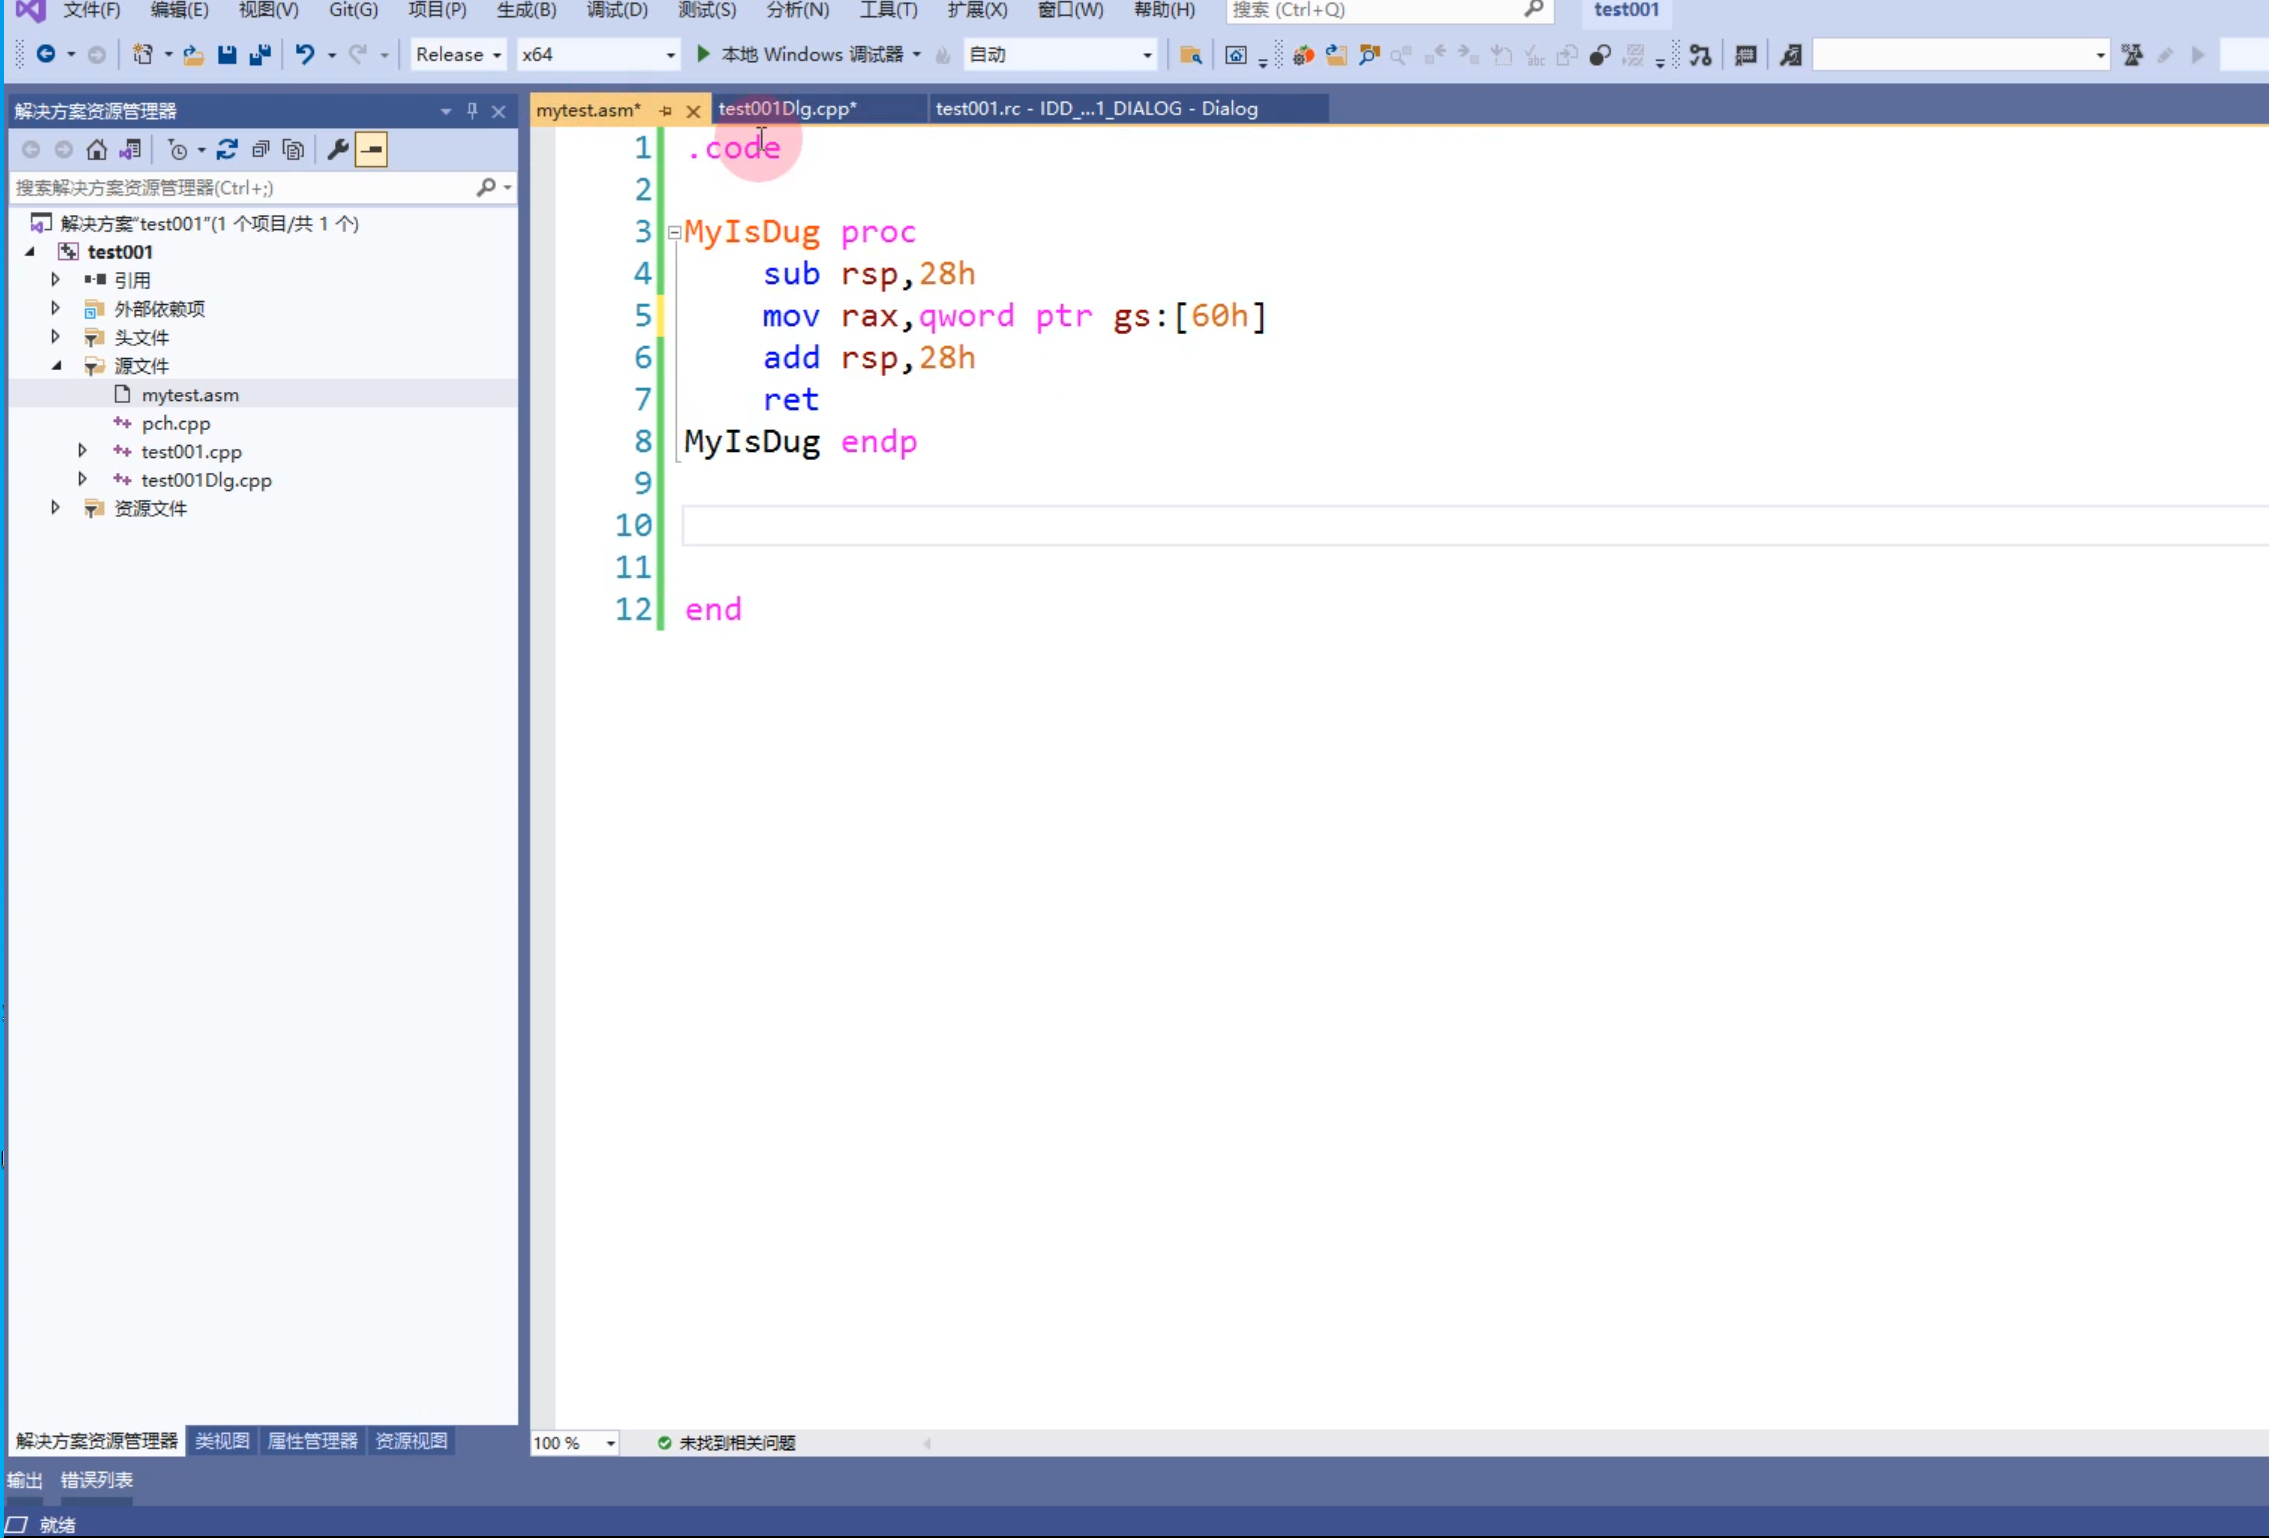 文件(F) 编辑(E) 视图(V) Git(G) 项目(P) 生成(B) 调试(D) 测试(S) 分析(N) 工具(T) 扩展(X) 窗口(W) 帮助(H) 搜索 (Ctrl+Q) test001
Release x64 本地 Windows 调试器 自动
解决方案资源管理器
搜索解决方案资源管理器(Ctrl+;)
解决方案"test001"(1 个项目/共 1 个)
test001
引用
外部依赖项
头文件
源文件
mytest.asm
pch.cpp
test001.cpp
test001Dlg.cpp
资源文件
mytest.asm* test001Dlg.cpp* test001.rc - IDD_...1_DIALOG - Dialog
1 .code
2
3 MyIsDug proc
4 sub rsp,28h
5 mov rax,qword ptr gs:[60h]
6 add rsp,28h
7 ret
8 MyIsDug endp
9
10
11
12 end
解决方案资源管理器 类视图 属性管理器 资源视图
100 % 未找到相关问题
输出 错误列表
就绪